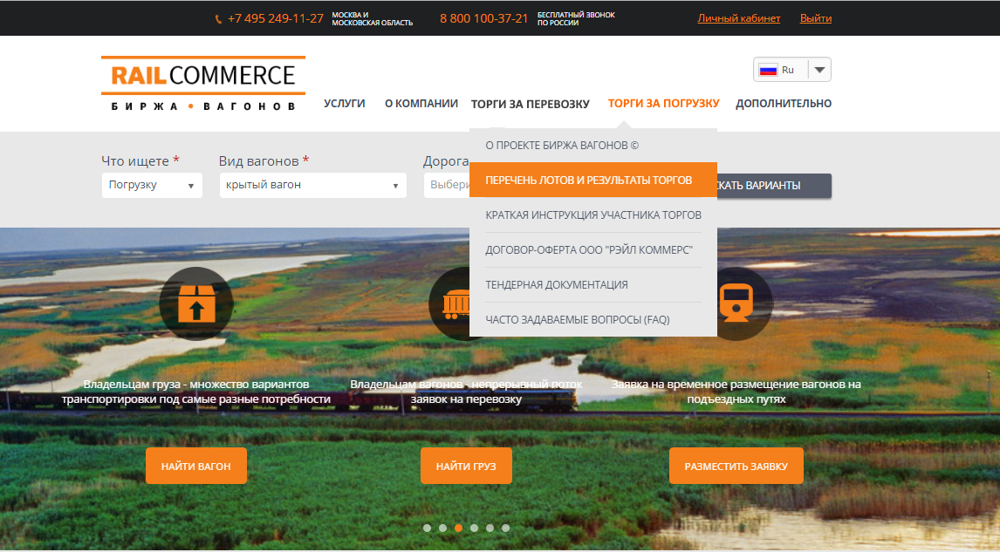 +7 495 249-11-27
МОСКВА И
МОСКОВСКАЯ ОБЛАСТЬ
8 800 100-37-21
БЕСПЛАТНЫЙ ЗВОНОК
ПО РОССИИ
Личный кабинет
Выйти
RAILCOMMERCE
БИРЖА • ВАГОНОВ
Ru
УСЛУГИ
О КОМПАНИИ
ТОРГИ ЗА ПЕРЕВОЗКУ
ТОРГИ ЗА ПОГРУЗКУ
ДОПОЛНИТЕЛЬНО
О ПРОЕКТЕ БИРЖА ВАГОНОВ ©
ПЕРЕЧЕНЬ ЛОТОВ И РЕЗУЛЬТАТЫ ТОРГОВ
КРАТКАЯ ИНСТРУКЦИЯ УЧАСТНИКА ТОРГОВ
ДОГОВОР-ОФЕРТА ООО "РЭЙЛ КОММЕРС"
ТЕНДЕРНАЯ ДОКУМЕНТАЦИЯ
ЧАСТО ЗАДАВАЕМЫЕ ВОПРОСЫ (FAQ)
Что ищете *
Погрузку
Вид вагонов *
крытый вагон
Дорога
Выбери
КАТЬ ВАРИАНТЫ
Владельцам груза - множество вариантов
транспортировки под самые разные потребности
Владельцам вагонов - непрерывный поток
заявок на перевозку
Заявка на временное размещение вагонов на
подъездных путях
НАЙТИ ВАГОН
НАЙТИ ГРУЗ
РАЗМЕСТИТЬ ЗАЯВКУ